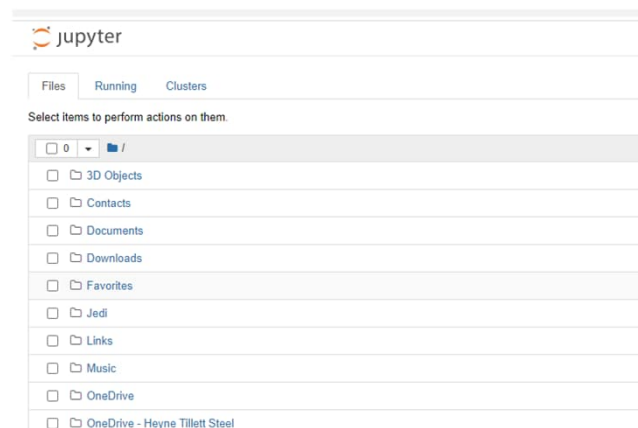 jupyter
Files Running Clusters
Select items to perform actions on them.
0 /
3D Objects
Contacts
Documents
Downloads
Favorites
Jedi
Links
Music
OneDrive
OneDrive - Heyne Tillett Steel